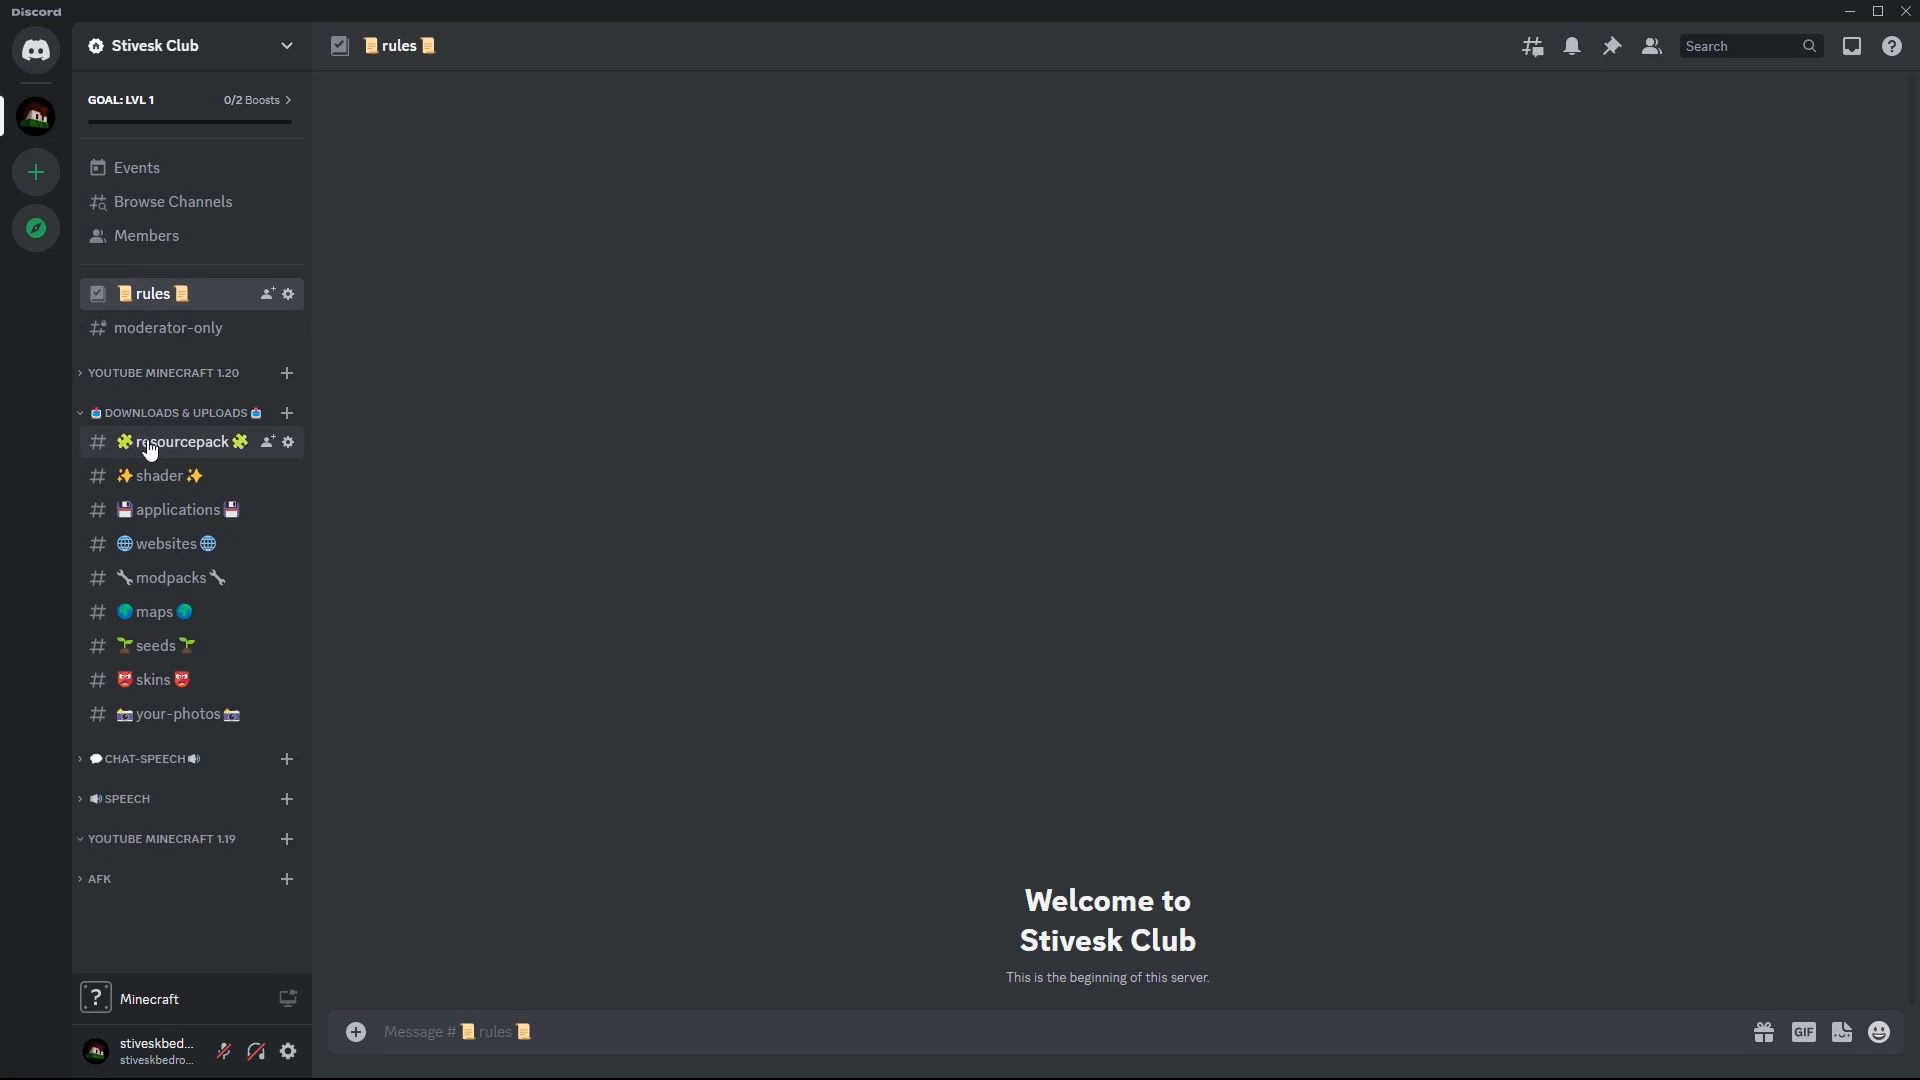 Discord
Stivesk Club
📜rules📜
Search
GOAL: LVL 1
0/2 Boosts
Events
Browse Channels
Members
📜rules📜
moderator-only
YOUTUBE MINECRAFT 1.20
📥DOWNLOADS & UPLOADS📥
🧩resourcepack🧩
✨shader✨
💾applications💾
🌐websites🌐
🔧modpacks🔧
🌍maps🌍
🌱seeds🌱
👹skins👹
📸your-photos📸
💬CHAT-SPEECH🔊
🔊SPEECH
YOUTUBE MINECRAFT 1.19
AFK
Welcome to
Stivesk Club
This is the beginning of this server.
? Minecraft
stiveskbed...
stiveskbedro...
Message #📜rules📜
GIF